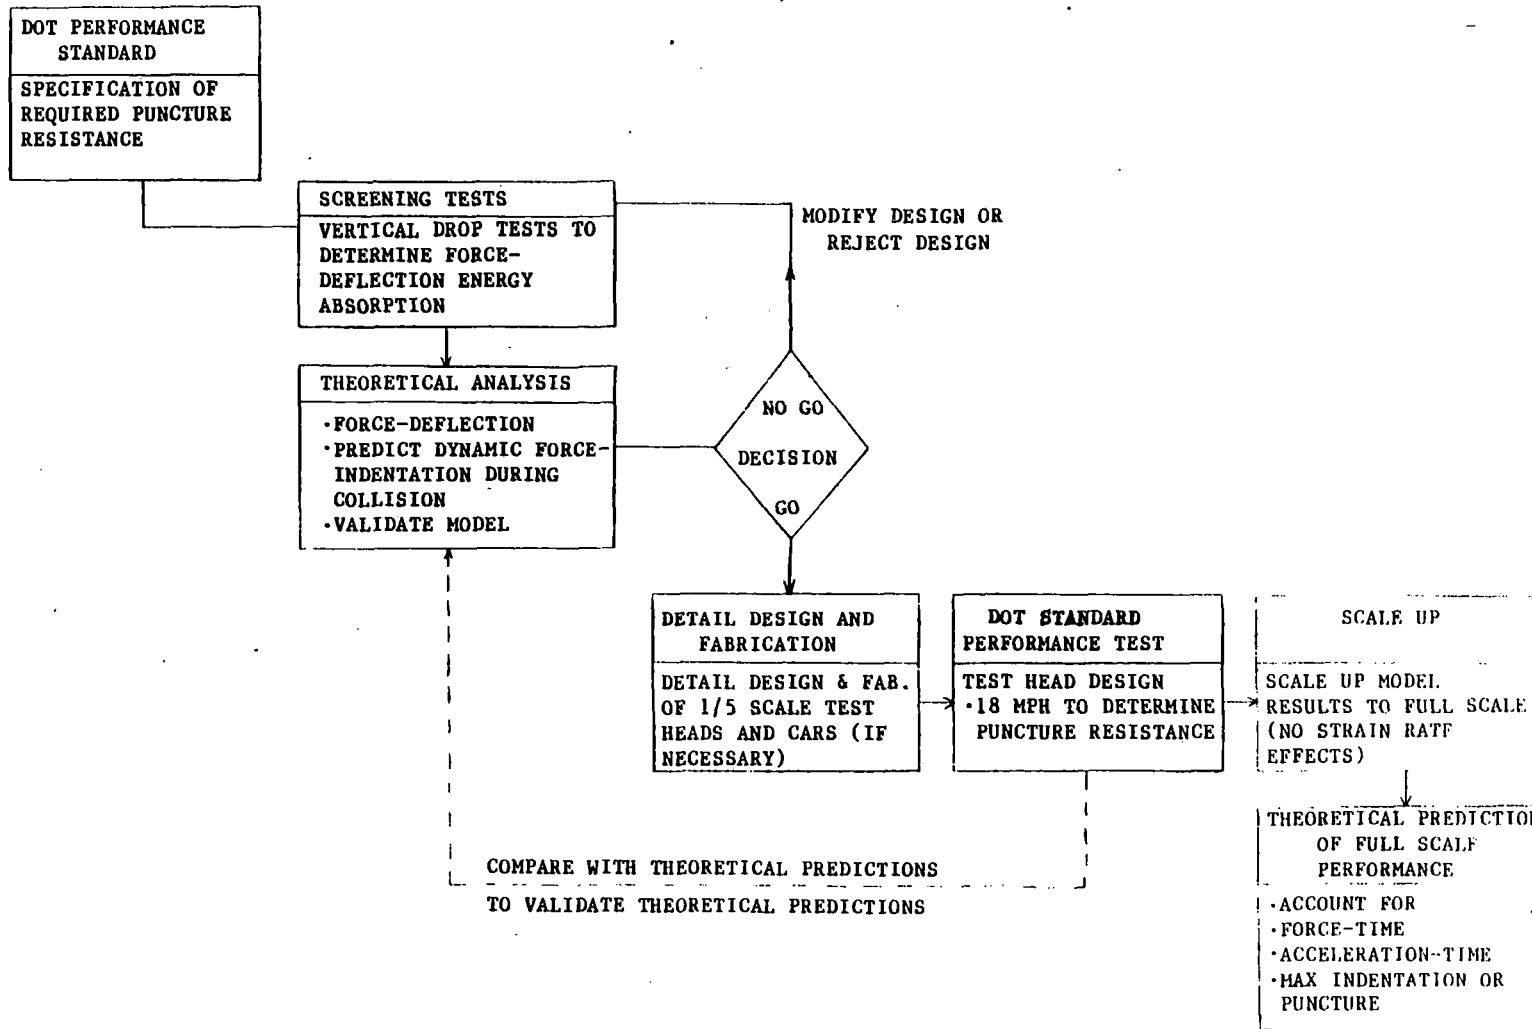 DOT PERFORMANCE
STANDARD
SPECIFICATION OF
REQUIRED PUNCTURE
RESISTANCE
SCREENING TESTS
VERTICAL DROP TESTS TO
DETERMINE FORCE-
DEFLECTION ENERGY
ABSORPTION
MODIFY DESIGN OR
REJECT DESIGN
THEORETICAL ANALYSIS
·FORCE-DEFLECTION
·PREDICT DYNAMIC FORCE-
INDENTATION DURING
COLLISION
·VALIDATE MODEL
NO GO
DECISION
GO
DETAIL DESIGN AND
FABRICATION
DETAIL DESIGN & FAB.
OF 1/5 SCALE TEST
HEADS AND CARS (IF
NECESSARY)
DOT STANDARD
PERFORMANCE TEST
TEST HEAD DESIGN
·18 MPH TO DETERMINE
PUNCTURE RESISTANCE
SCALE UP
SCALE UP MODEL
RESULTS TO FULL SCALE
(NO STRAIN RATE
EFFECTS)
THEORETICAL PREDICTIO
OF FULL SCALE
PERFORMANCE
·ACCOUNT FOR
·FORCE-TIME
·ACCELERATION-TIME
·MAX INDENTATION OR
PUNCTURE
COMPARE WITH THEORETICAL PREDICTIONS
TO VALIDATE THEORETICAL PREDICTIONS